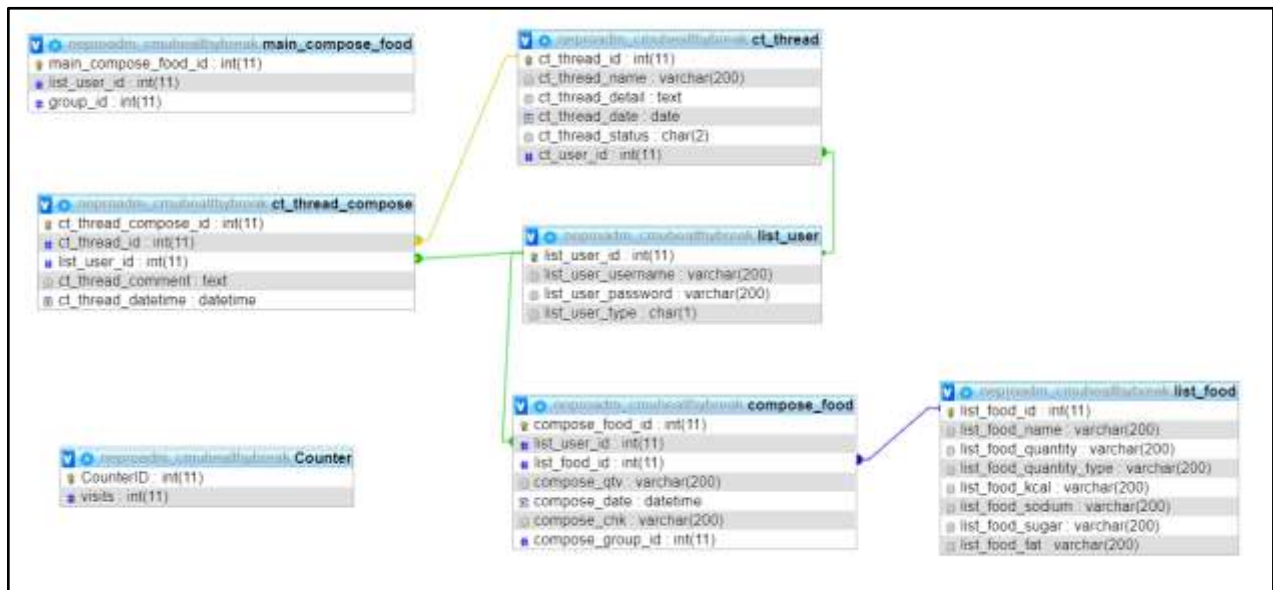 main_compose_food
main_compose_food_id : int(11)
list_user_id : int(11)
group_id : int(11)
ct_thread
ct_thread_id : int(11)
ct_thread_name : varchar(200)
ct_thread_detail : text
ct_thread_date : date
ct_thread_status : char(2)
ct_user_id : int(11)
ct_thread_compose
ct_thread_compose_id : int(11)
ct_thread_id : int(11)
list_user_id : int(11)
ct_thread_comment : text
ct_thread_datetime : datetime
list_user
list_user_id : int(11)
list_user_username : varchar(200)
list_user_password : varchar(200)
list_user_type : char(1)
compose_food
compose_food_id : int(11)
list_user_id : int(11)
list_food_id : int(11)
compose_qty : varchar(200)
compose_date : datetime
compose_chk : varchar(200)
compose_group_id : int(11)
list_food
list_food_id : int(11)
list_food_name : varchar(200)
list_food_quantity : varchar(200)
list_food_quantity_type : varchar(200)
list_food_kcal : varchar(200)
list_food_sodium : varchar(200)
list_food_sugar : varchar(200)
list_food_fat : varchar(200)
Counter
CounterID : int(11)
visits : int(11)